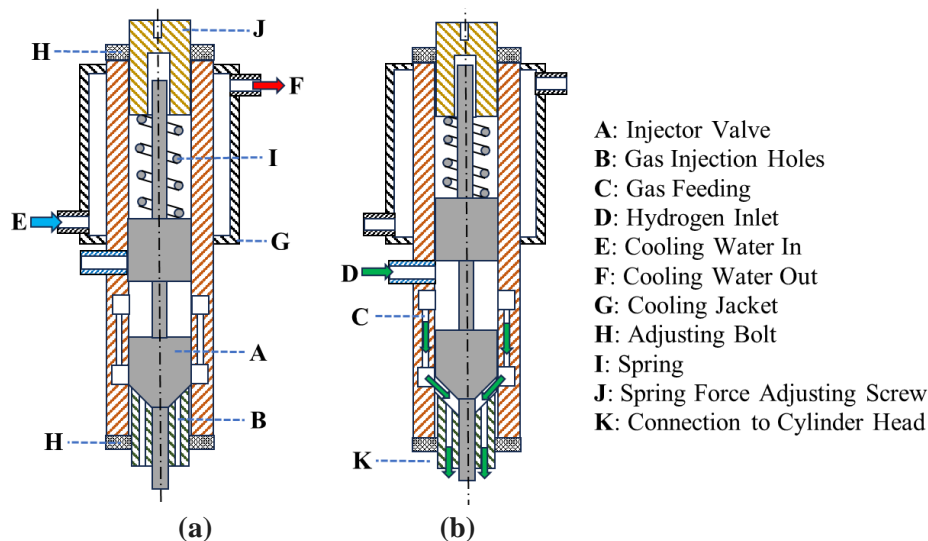 J
H
F
I
E
G
A
B
H
(a)
D
C
K
(b)
A: Injector Valve
B: Gas Injection Holes
C: Gas Feeding
D: Hydrogen Inlet
E: Cooling Water In
F: Cooling Water Out
G: Cooling Jacket
H: Adjusting Bolt
I: Spring
J: Spring Force Adjusting Screw
K: Connection to Cylinder Head